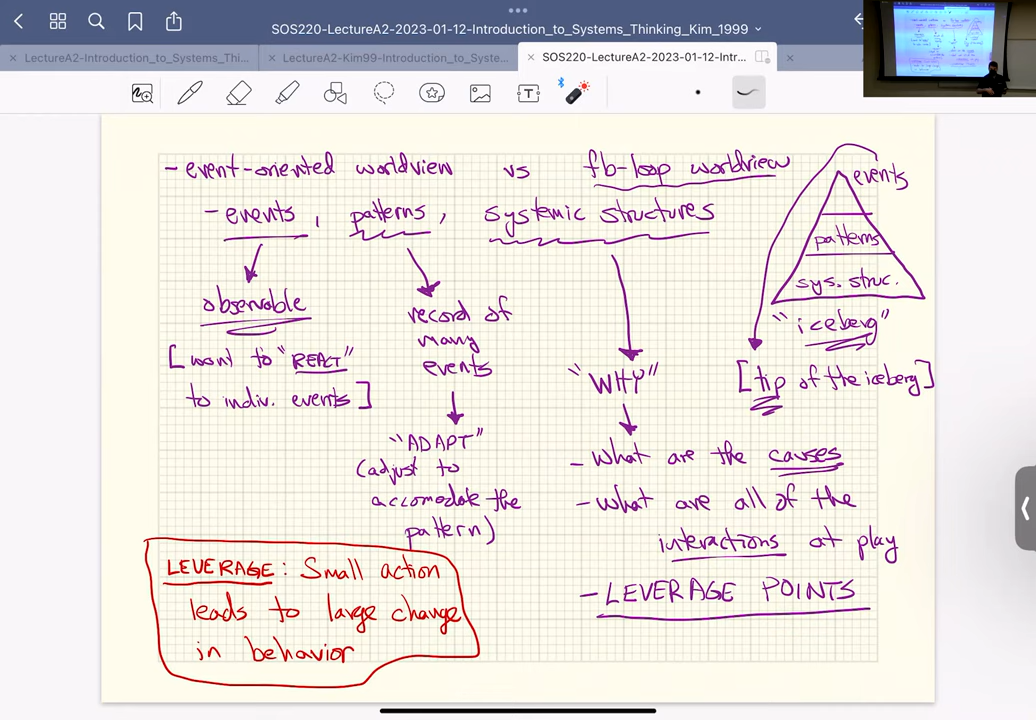 SOS220-LectureA2-2023-01-12-Introduction_to_Systems_Thinking_Kim_1999
LectureA2-Introduction_to_Systems_Thi...
LectureA2-Kim99-Introduction_to_Syste...
SOS220-LectureA2-2023-01-12-Intr...
- event-oriented worldview vs fb-loop worldview
- events, patterns, systemic structures
events
patterns
sys. struc.
"iceberg"
[tip of the iceberg]
observable
[want to "REACT"
to indiv. events]
record of
many
events
"ADAPT"
(adjust to
accomodate the
pattern)
"WHY"
- What are the causes
- What are all of the
interactions at play
- LEVERAGE POINTS
LEVERAGE: Small action
leads to large change
in behavior